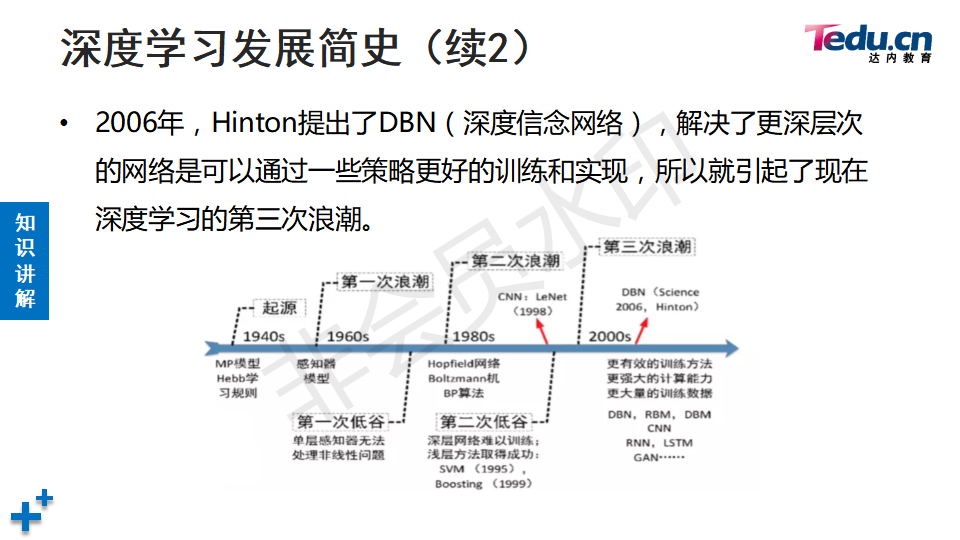 深度学习发展简史（续2）
Tedu.cn
达内教育
• 2006年，Hinton提出了DBN（深度信念网络），解决了更深层次
的网络是可以通过一些策略更好的训练和实现，所以就引起了现在
深度学习的第三次浪潮。
知识讲解
非会员水印
起源
第一次浪潮
第二次浪潮
第三次浪潮
CNN：LeNet
（1998）
DBN（Science
2006，Hinton）
1940s
1960s
1980s
2000s
MP模型
Hebb学
习规则
感知器
模型
Hopfield网络
Boltzmann机
BP算法
更有效的训练方法
更强大的计算能力
更大量的训练数据
DBN，RBM，DBM
CNN
RNN，LSTM
GAN……
第一次低谷
单层感知器无法
处理非线性问题
第二次低谷
深层网络难以训练；
浅层方法取得成功：
SVM （1995），
Boosting （1999）